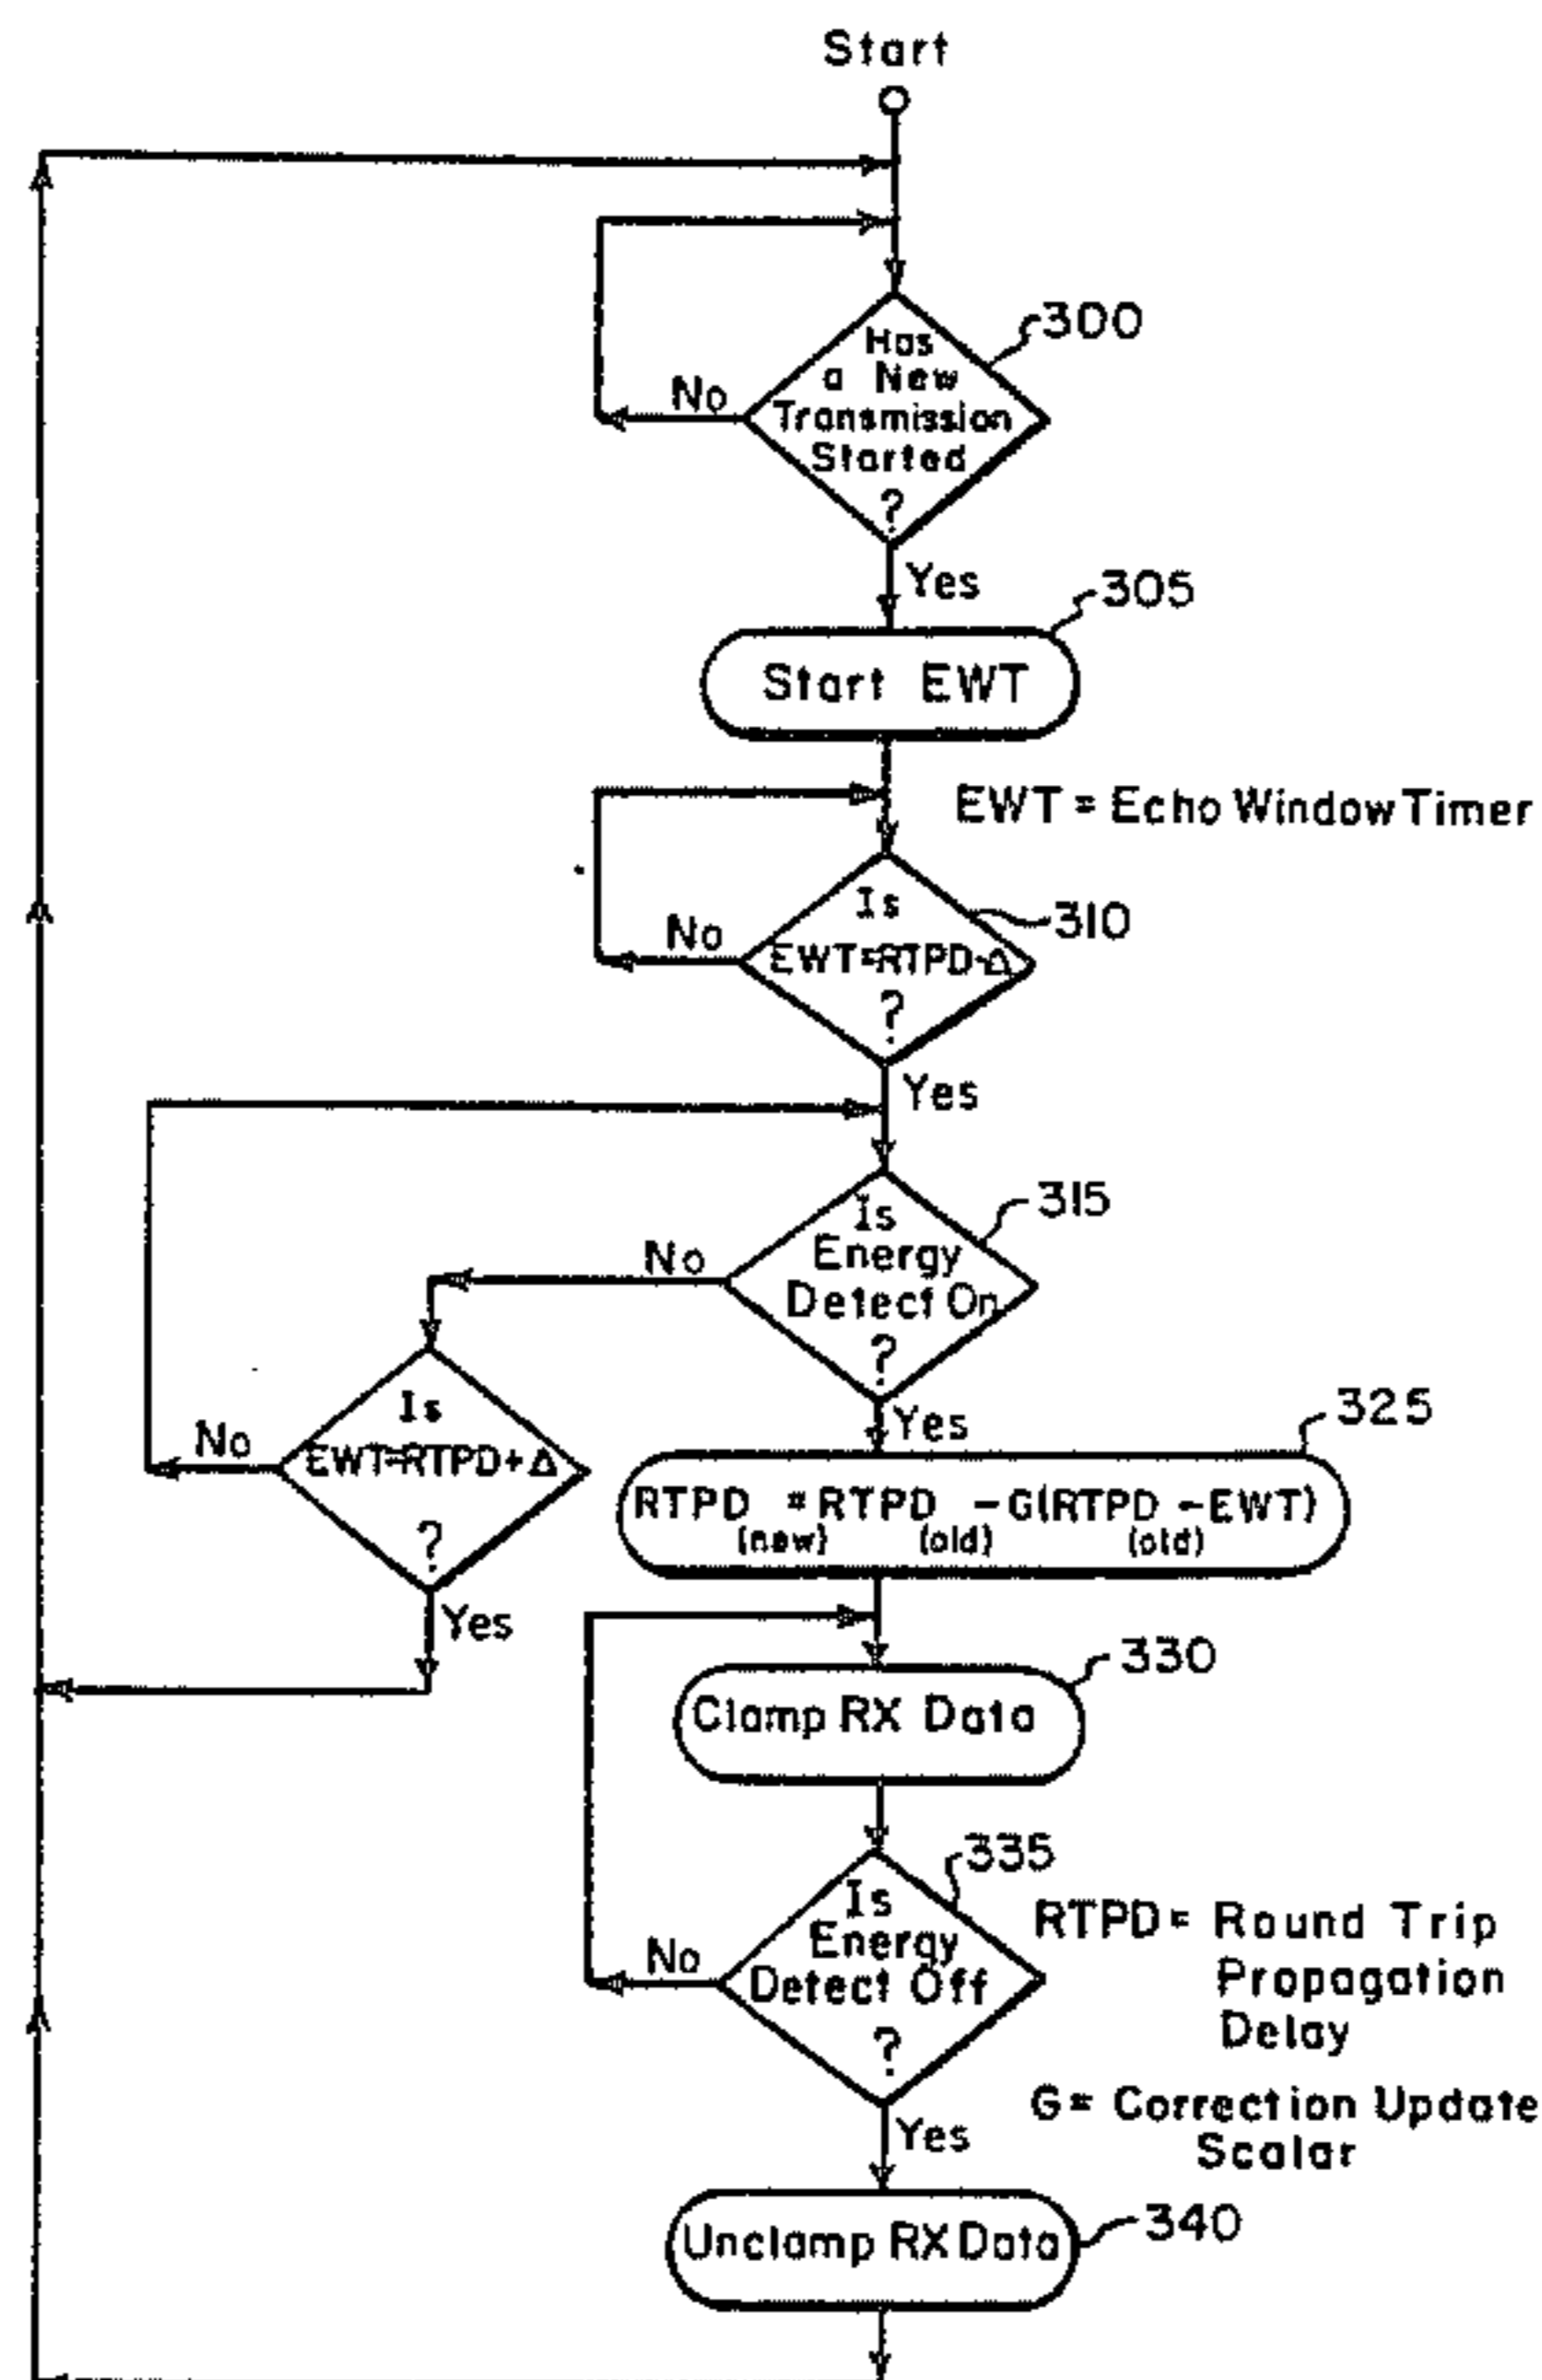 Start
Has
a New
Transmission
Started
?
300
No
Yes
305
Start EWT
EWT = Echo Window Timer
Is
EWT=RTPD-Δ
?
310
No
Yes
Is
Energy
Detect On
?
315
No
Is
EWT=RTPD+Δ
?
No
Yes
Yes
325
RTPD = RTPD - G(RTPD - EWT)
(new) (old) (old)
330
Clamp RX Data
335
Is
Energy
Detect Off
?
No
RTPD = Round Trip
Propagation
Delay
G = Correction Update
Scalar
Yes
Unclamp RX Data
340